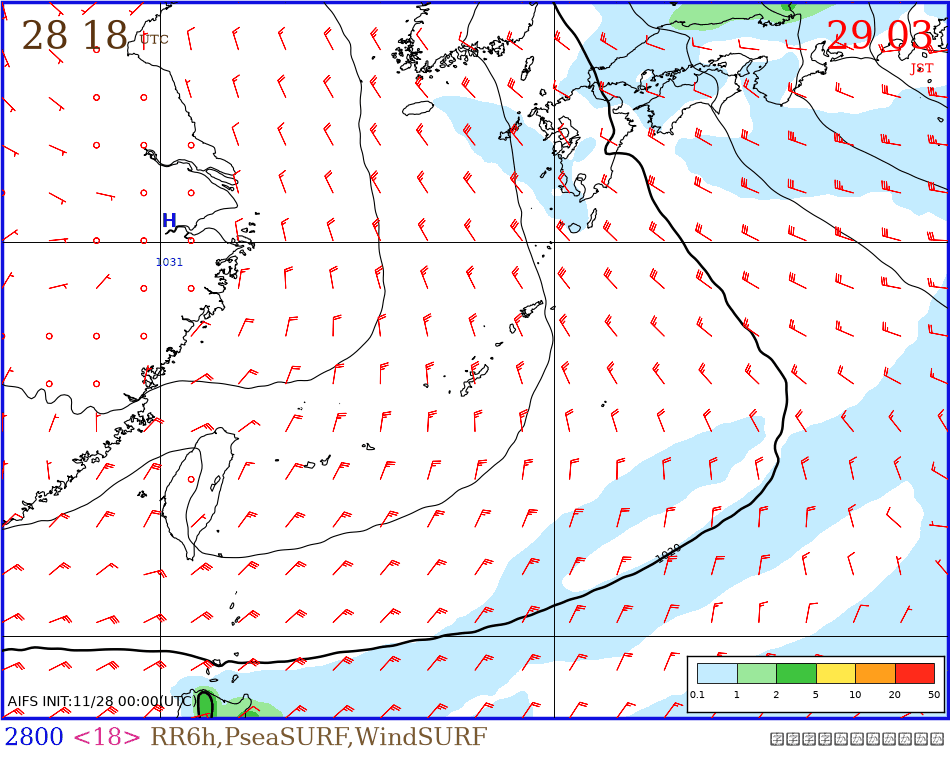 28 18 UTC
29 03
JST
H
1031
1020
0.1 1 2 5 10 20 50
AIFS INIT:11/28 00:00(UTC)
2800 <18> RR6h,PseaSURF,WindSURF